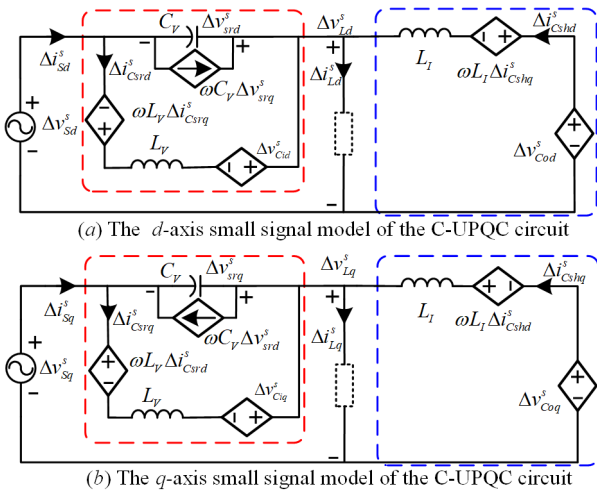 C_V Δv^s_srd Δv^s_Ld Δi^s_Cshd
− + + −
Δi^s_Sd Δi^s_Csrd L_I + −
ωC_V Δv^s_srq Δi^s_Ld ωL_I Δi^s_Cshq
+ − + ωL_V Δi^s_Csrq
Δv^s_Sd L_V + − Δv^s_Cid Δv^s_Cod + −
− −
(a) The d-axis small signal model of the C-UPQC circuit
C_V Δv^s_srq Δv^s_Lq Δi^s_Cshq
− + +
Δi^s_Sq Δi^s_Csrq L_I + −
ωC_V Δv^s_srd Δi^s_Lq ωL_I Δi^s_Cshd
+ + − ωL_V Δi^s_Csrd
Δv^s_Sq L_V + − Δv^s_Ciq Δv^s_Coq + −
− −
(b) The q-axis small signal model of the C-UPQC circuit